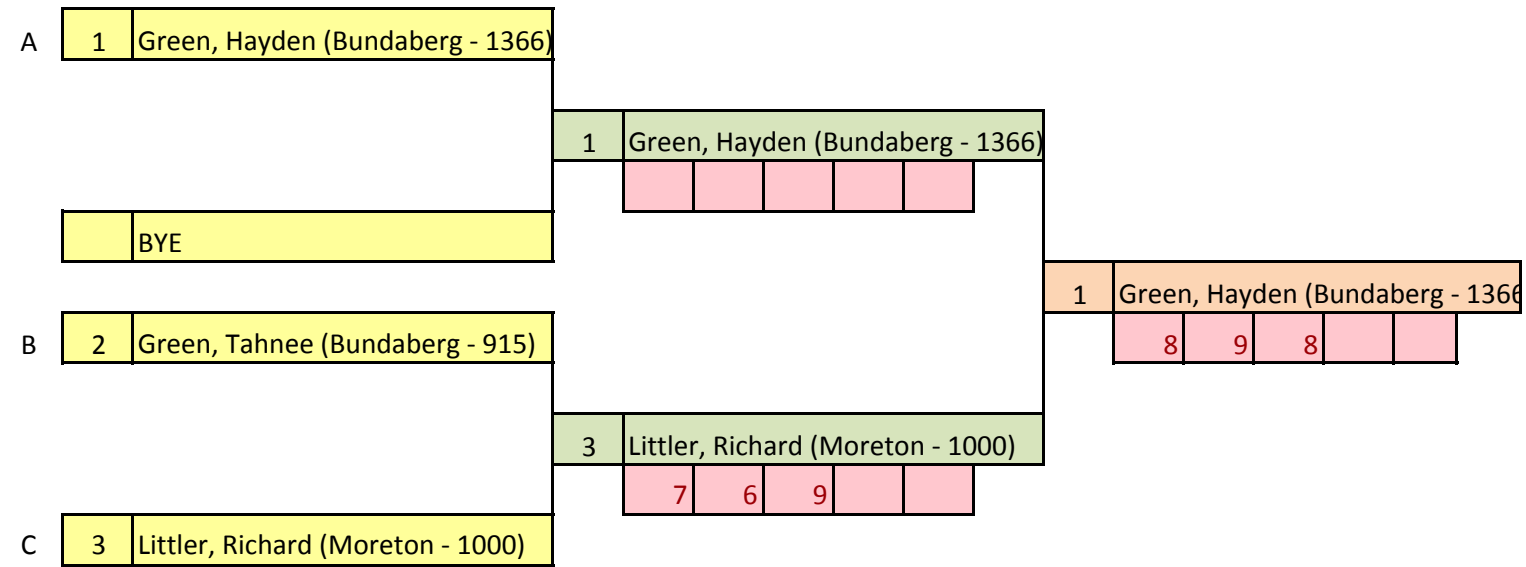 A 1 Green, Hayden (Bundaberg - 1366)
1 Green, Hayden (Bundaberg - 1366)
BYE
1 Green, Hayden (Bundaberg - 1366
B 2 Green, Tahnee (Bundaberg - 915)
8 9 8
3 Littler, Richard (Moreton - 1000)
7 6 9
C 3 Littler, Richard (Moreton - 1000)